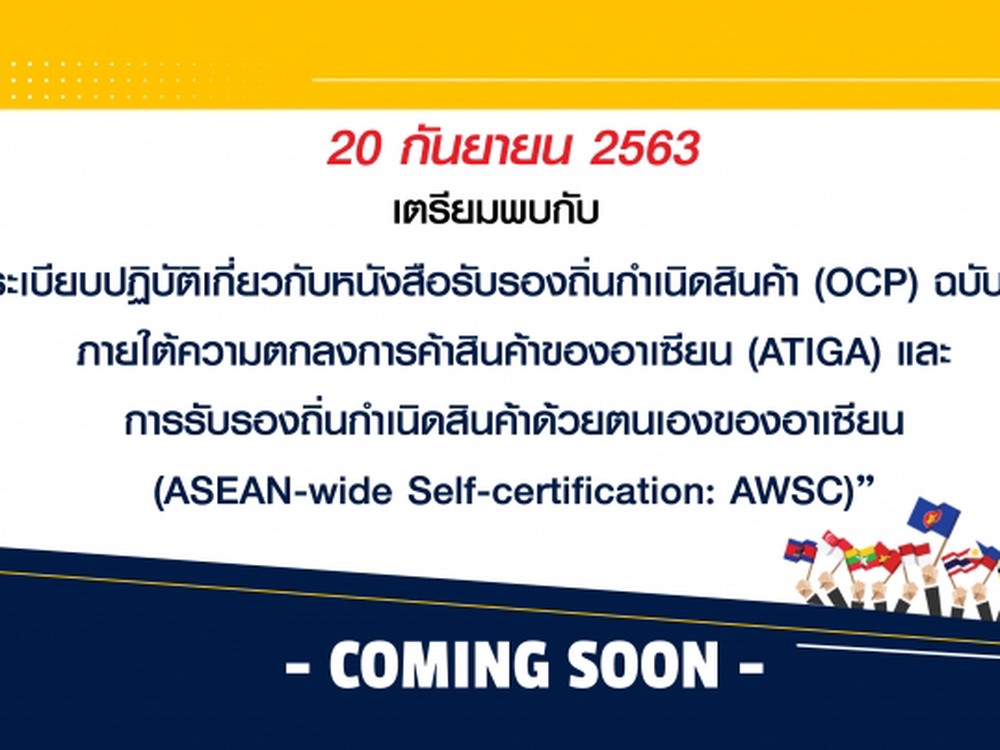 20 กันยายน 2563
เตรียมพบกับ
ระเบียบปฏิบัติเกี่ยวกับหนังสือรับรองถิ่นกำเนิดสินค้า (OCP) ฉบับ
ภายใต้ความตกลงการค้าสินค้าของอาเซียน (ATIGA) และ
การรับรองถิ่นกำเนิดสินค้าด้วยตนเองของอาเซียน
(ASEAN-wide Self-certification: AWSC)”
- COMING SOON -